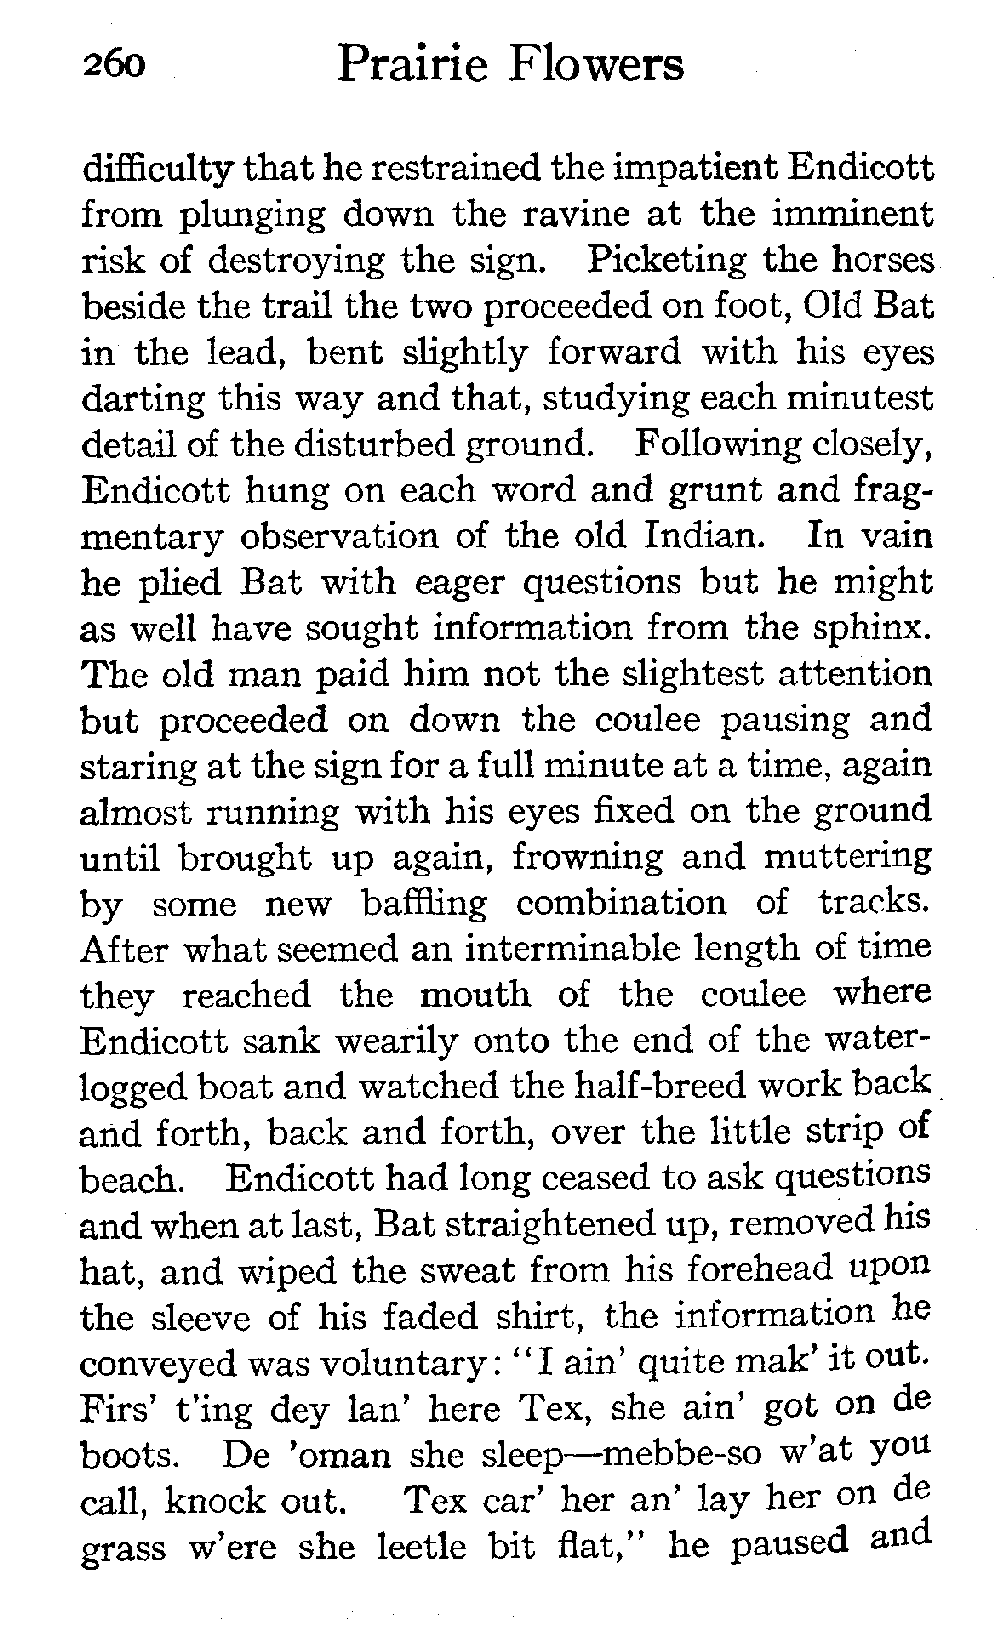 260 Prairie Flowers
difficulty that he restrained the impatient Endicott
from plunging down the ravine at the imminent
risk of destroying the sign. Picketing the horses
beside the trail the two proceeded on foot, Old Bat
in the lead, bent slightly forward with his eyes
darting this way and that, studying each minutest
detail of the disturbed ground. Following closely,
Endicott hung on each word and grunt and frag-
mentary observation of the old Indian. In vain
he plied Bat with eager questions but he might
as well have sought information from the sphinx.
The old man paid him not the slightest attention
but proceeded on down the coulee pausing and
staring at the sign for a full minute at a time, again
almost running with his eyes fixed on the ground
until brought up again, frowning and muttering
by some new baffling combination of tracks.
After what seemed an interminable length of time
they reached the mouth of the coulee where
Endicott sank wearily onto the end of the water-
logged boat and watched the half-breed work back
and forth, back and forth, over the little strip of
beach. Endicott had long ceased to ask questions
and when at last, Bat straightened up, removed his
hat, and wiped the sweat from his forehead upon
the sleeve of his faded shirt, the information he
conveyed was voluntary: "I ain' quite mak' it out.
Firs' t'ing dey lan' here Tex, she ain' got on de
boots. De 'oman she sleep—mebbe-so w'at you
call, knock out. Tex car' her an' lay her on de
grass w'ere she leetle bit flat," he paused and